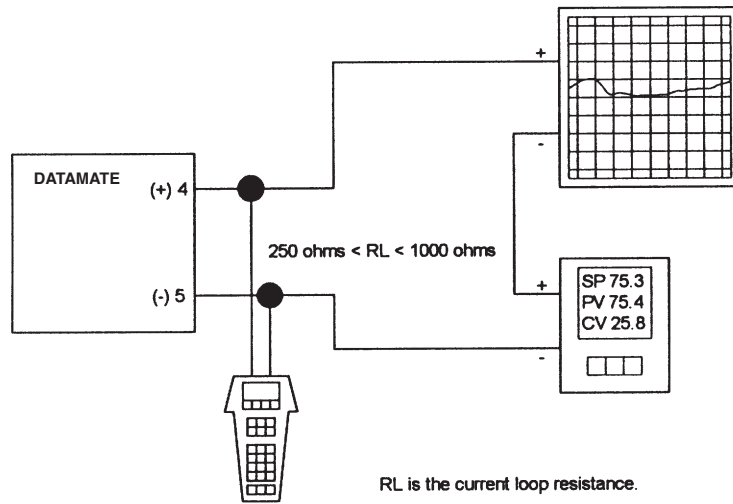 +
-
DATAMATE
(+) 4
250 ohms < RL < 1000 ohms
(-) 5
+
-
SP 75.3
PV 75.4
CV 25.8
RL is the current loop resistance.